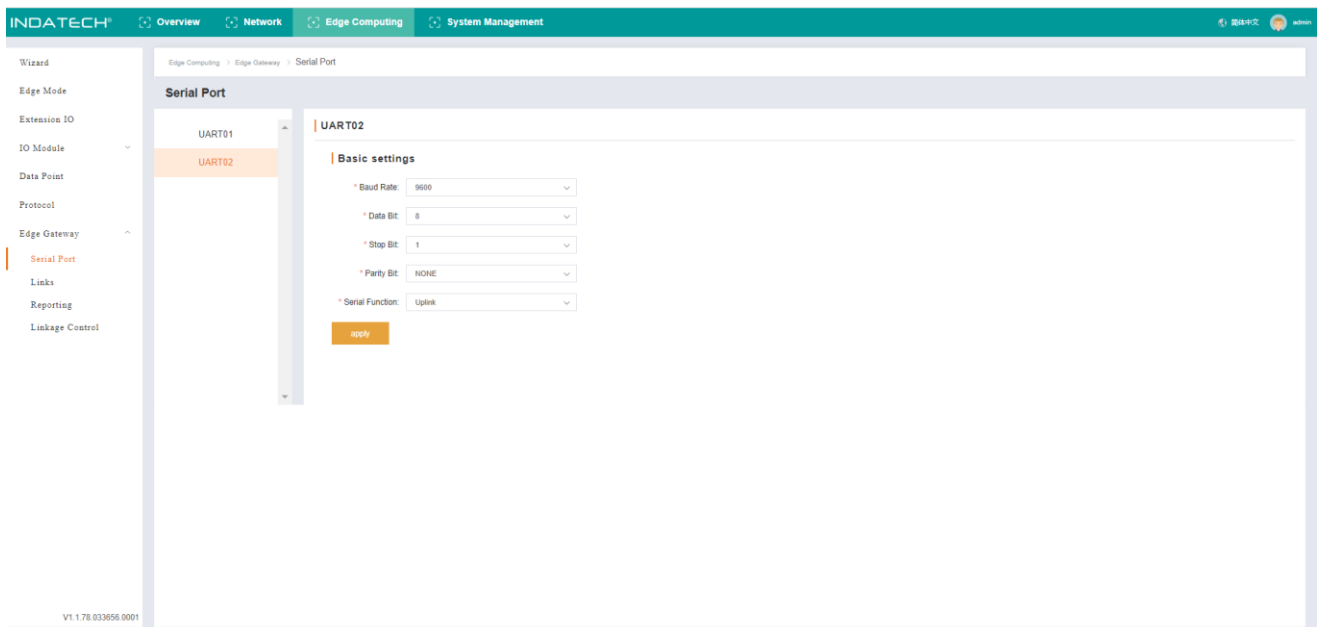 INDATECH® Overview Network Edge Computing System Management 简体中文 admin
Wizard
Edge Mode
Extension IO
IO Module
Data Point
Protocol
Edge Gateway
Serial Port
Links
Reporting
Linkage Control
V1.1.78.033656.0001
Edge Computing > Edge Gateway > Serial Port
Serial Port
UART01
UART02
UART02
Basic settings
* Baud Rate: 9600
* Data Bit: 8
* Stop Bit: 1
* Parity Bit: NONE
* Serial Function: Uplink
apply